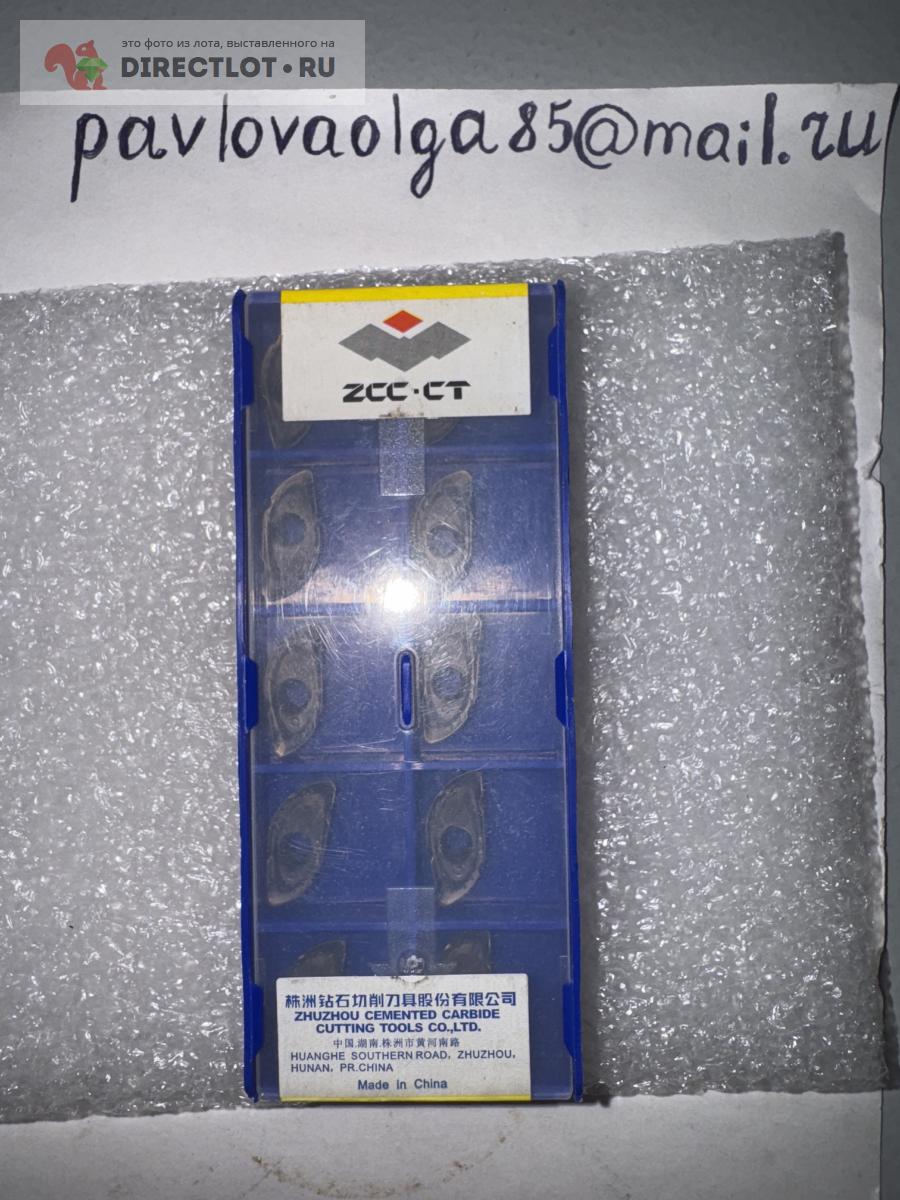 это фото из лота, выставленного на
DIRECTLOT•RU
pavlovaolga85@mail.ru
ZCC·CT
株洲钻石切削刀具股份有限公司
ZHUZHOU CEMENTED CARBIDE
CUTTING TOOLS CO.,LTD.
中国.湖南.株洲市黄河南路
HUANGHE SOUTHERN ROAD, ZHUZHOU,
HUNAN, PR.CHINA
Made in China